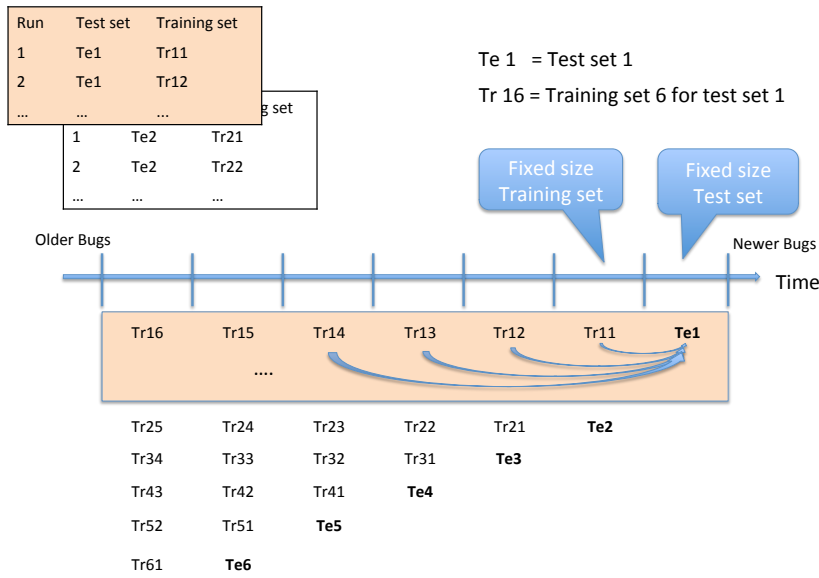 Run Test set Training set
1 Te1 Tr11
2 Te1 Tr12
… … ...
g set
1 Te2 Tr21
2 Te2 Tr22
… … …
Te 1 = Test set 1
Tr 16 = Training set 6 for test set 1
Fixed size
Training set
Fixed size
Test set
Older Bugs
Newer Bugs
Time
Tr16 Tr15 Tr14 Tr13 Tr12 Tr11 Te1
....
Tr25 Tr24 Tr23 Tr22 Tr21 Te2
Tr34 Tr33 Tr32 Tr31 Te3
Tr43 Tr42 Tr41 Te4
Tr52 Tr51 Te5
Tr61 Te6